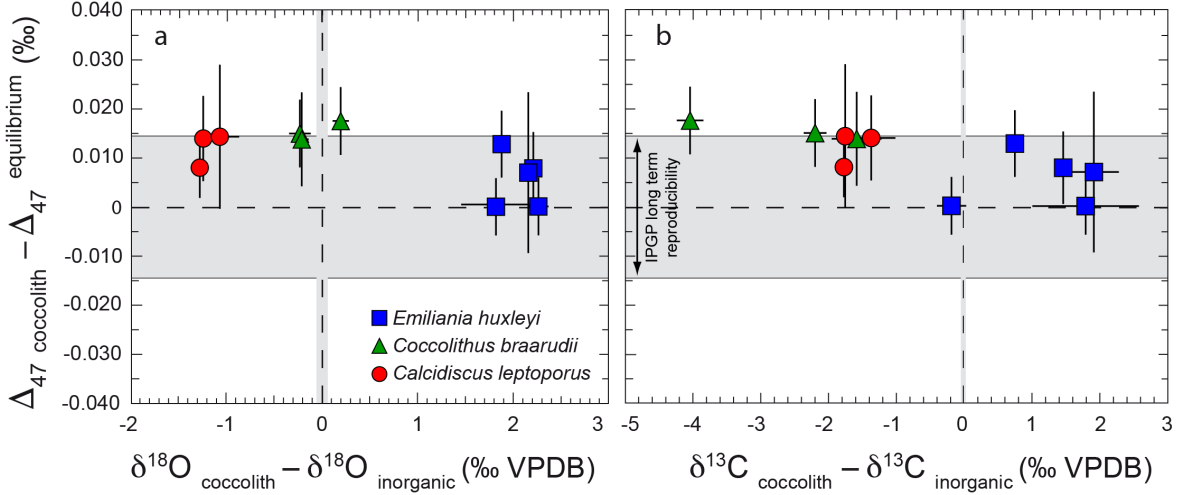 Δ47 coccolith – Δ47 equilibrium (‰)
0.040
0.030
0.020
0.010
0
-0.010
-0.020
-0.030
-0.040
a
Emiliania huxleyi
Coccolithus braarudii
Calcidiscus leptoporus
-2
-1
0
1
2
3
δ18O coccolith – δ18O inorganic (‰ VPDB)
b
IPGP long term
reproducibility
-5
-4
-3
-2
-1
0
1
2
3
δ13C coccolith – δ13C inorganic (‰ VPDB)